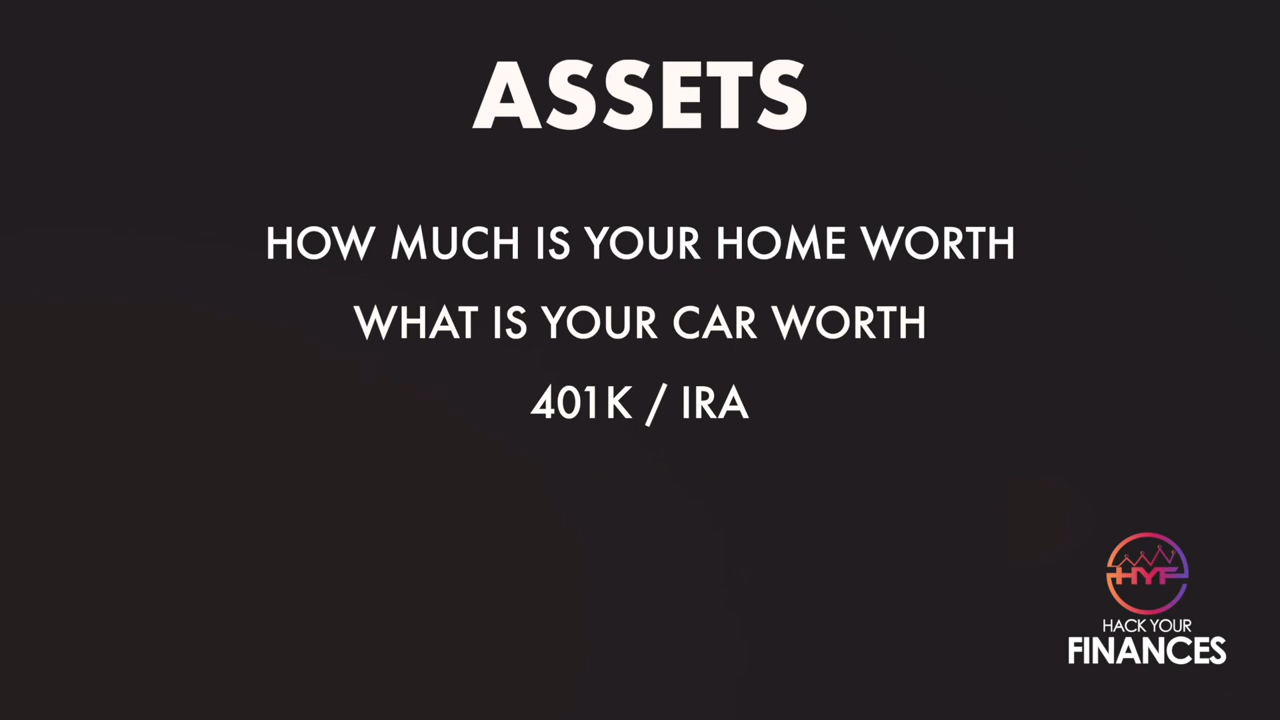 ASSETS
HOW MUCH IS YOUR HOME WORTH
WHAT IS YOUR CAR WORTH
401K / IRA
HYF
HACK YOUR
FINANCES